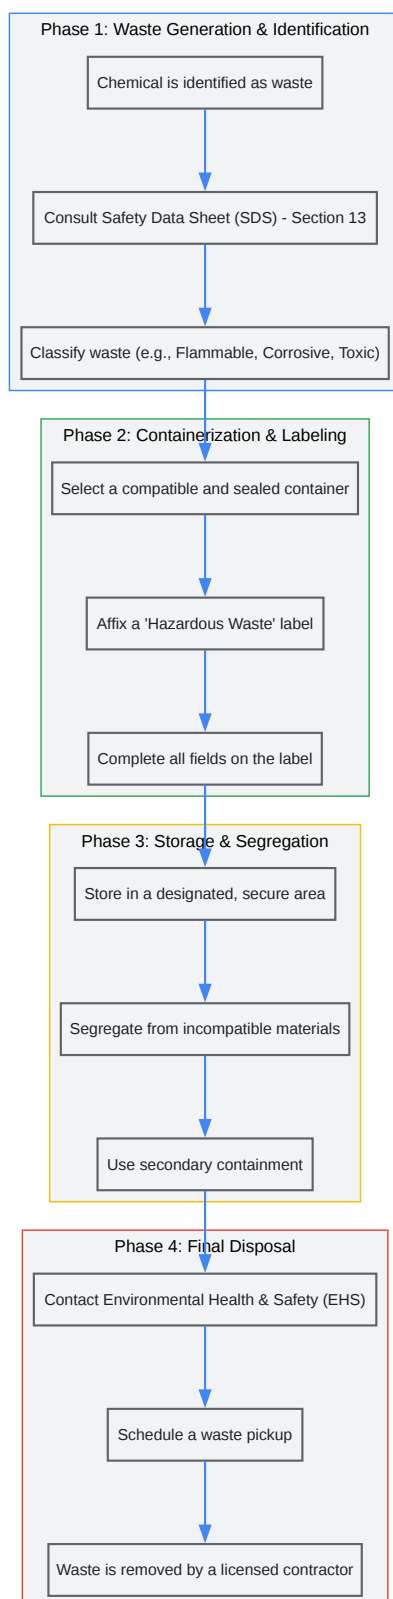 Phase 1: Waste Generation & Identification
Chemical is identified as waste
Consult Safety Data Sheet (SDS) - Section 13
Classify waste (e.g., Flammable, Corrosive, Toxic)
Phase 2: Containerization & Labeling
Select a compatible and sealed container
Affix a 'Hazardous Waste' label
Complete all fields on the label
Phase 3: Storage & Segregation
Store in a designated, secure area
Segregate from incompatible materials
Use secondary containment
Phase 4: Final Disposal
Contact Environmental Health & Safety (EHS)
Schedule a waste pickup
Waste is removed by a licensed contractor